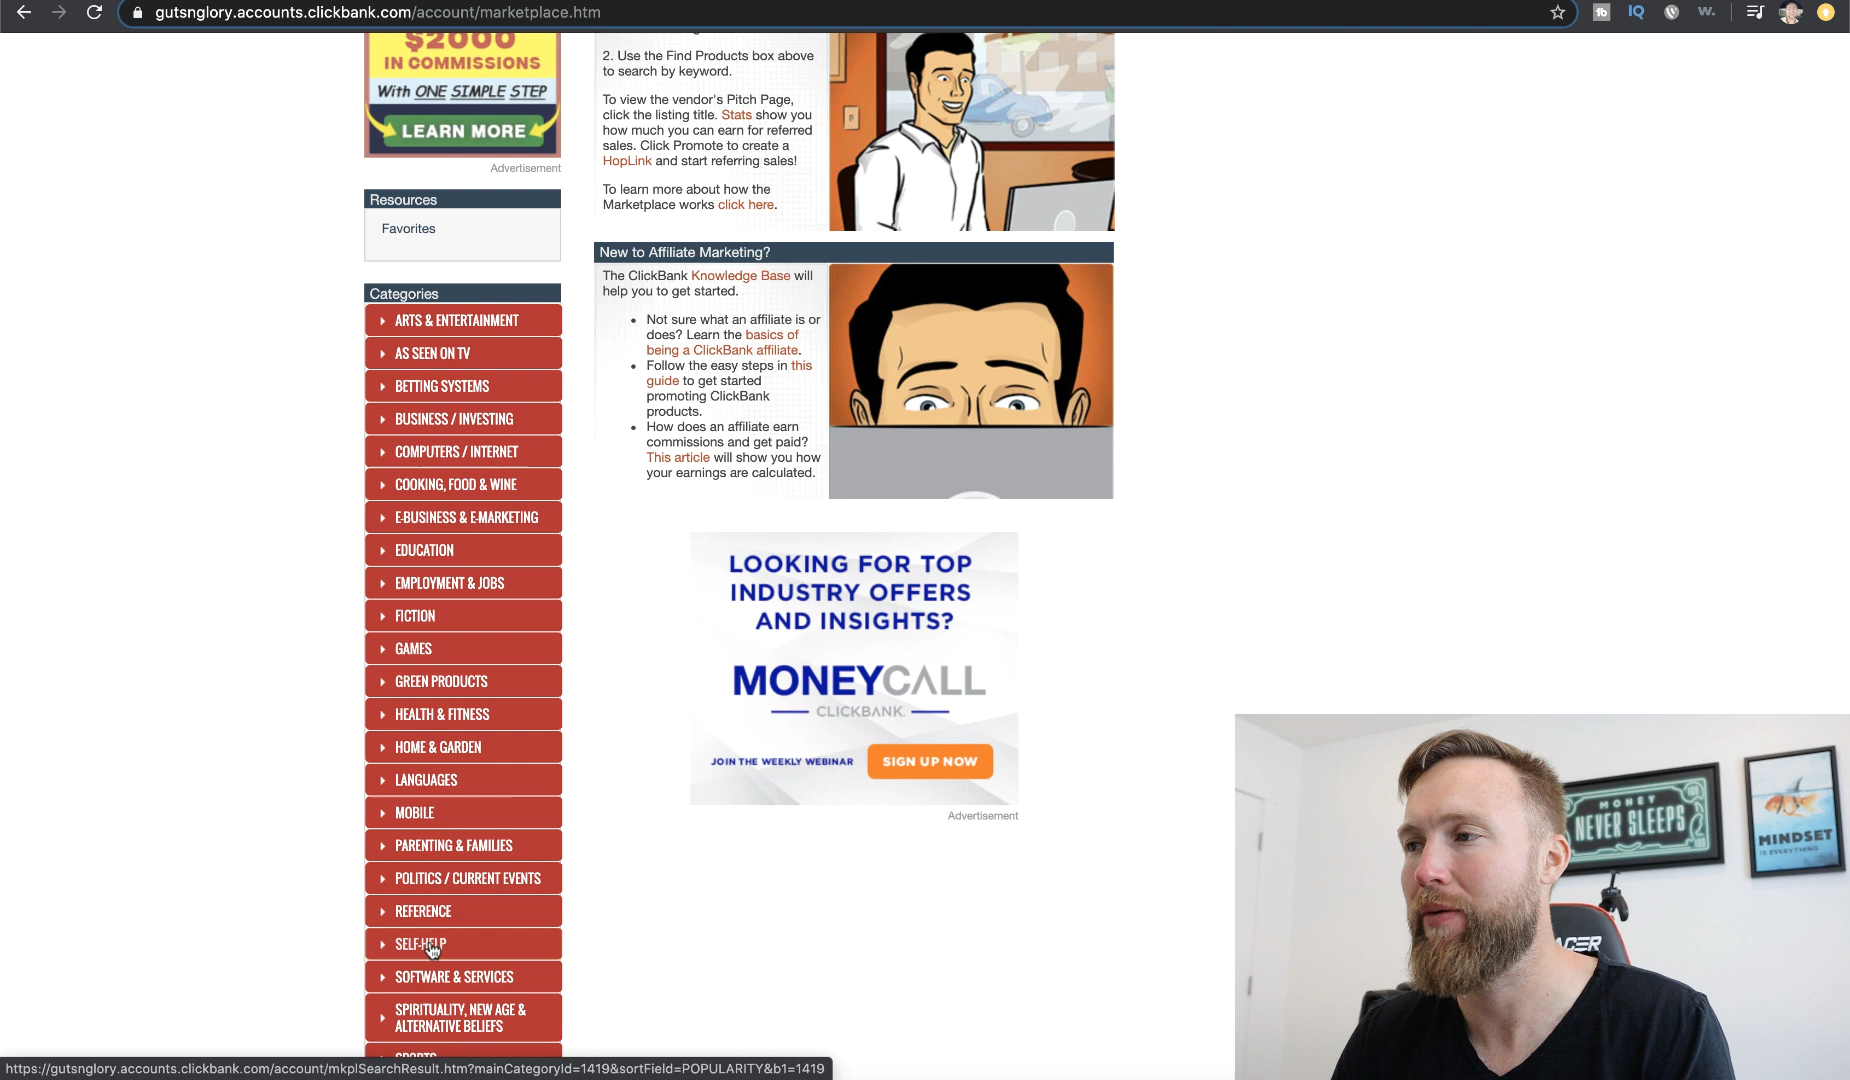 gutsnglory.accounts.clickbank.com/account/marketplace.htm
$2000
IN COMMISSIONS
With ONE SIMPLE STEP
LEARN MORE
Advertisement
Resources
Favorites
Categories
ARTS & ENTERTAINMENT
AS SEEN ON TV
BETTING SYSTEMS
BUSINESS / INVESTING
COMPUTERS / INTERNET
COOKING, FOOD & WINE
E-BUSINESS & E-MARKETING
EDUCATION
EMPLOYMENT & JOBS
FICTION
GAMES
GREEN PRODUCTS
HEALTH & FITNESS
HOME & GARDEN
LANGUAGES
MOBILE
PARENTING & FAMILIES
POLITICS / CURRENT EVENTS
REFERENCE
SELF-HELP
SOFTWARE & SERVICES
SPIRITUALITY, NEW AGE &
ALTERNATIVE BELIEFS
SPORTS
2. Use the Find Products box above
to search by keyword.
To view the vendor's Pitch Page,
click the listing title. Stats show you
how much you can earn for referred
sales. Click Promote to create a
HopLink and start referring sales!
To learn more about how the
Marketplace works click here.
New to Affiliate Marketing?
The ClickBank Knowledge Base will
help you to get started.
Not sure what an affiliate is or
does? Learn the basics of
being a ClickBank affiliate.
Follow the easy steps in this
guide to get started
promoting ClickBank
products.
How does an affiliate earn
commissions and get paid?
This article will show you how
your earnings are calculated.
LOOKING FOR TOP
INDUSTRY OFFERS
AND INSIGHTS?
MONEYCALL
CLICKBANK.
JOIN THE WEEKLY WEBINAR
SIGN UP NOW
Advertisement
MONEY
NEVER SLEEPS
MINDSET
IS EVERYTHING
https://gutsnglory.accounts.clickbank.com/account/mkplSearchResult.htm?mainCategoryId=1419&sortField=POPULARITY&b1=1419